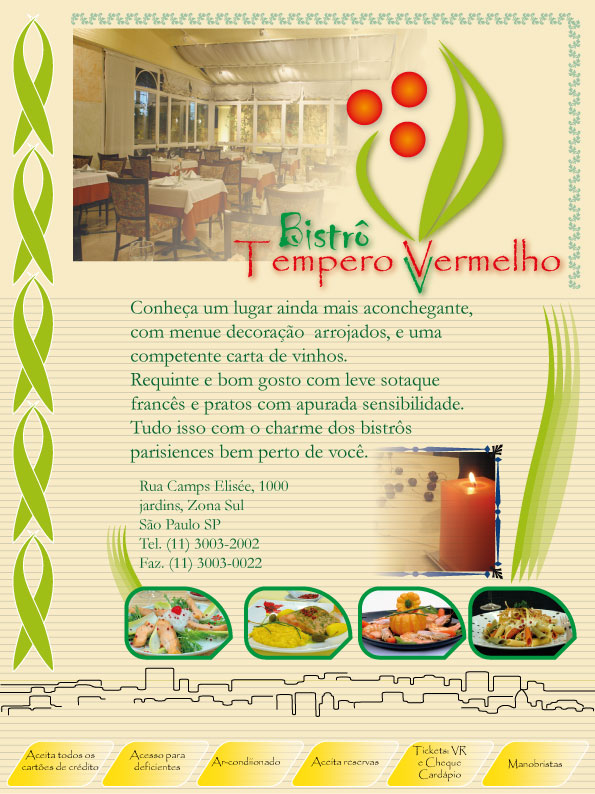 Bistrô
Tempero Vermelho
Conheça um lugar ainda mais aconchegante,
com menue decoração arrojados, e uma
competente carta de vinhos.
Requinte e bom gosto com leve sotaque
francês e pratos com apurada sensibilidade.
Tudo isso com o charme dos bistrôs
parisiences bem perto de você.
Rua Camps Elisée, 1000
jardins, Zona Sul
São Paulo SP
Tel. (11) 3003-2002
Faz. (11) 3003-0022
Aceita todos os
cartões de crédito
Acesso para
deficientes
Ar-condiionado
Accita reservas
Tickets: VR
e Cheque
Cardápio
Manobristas